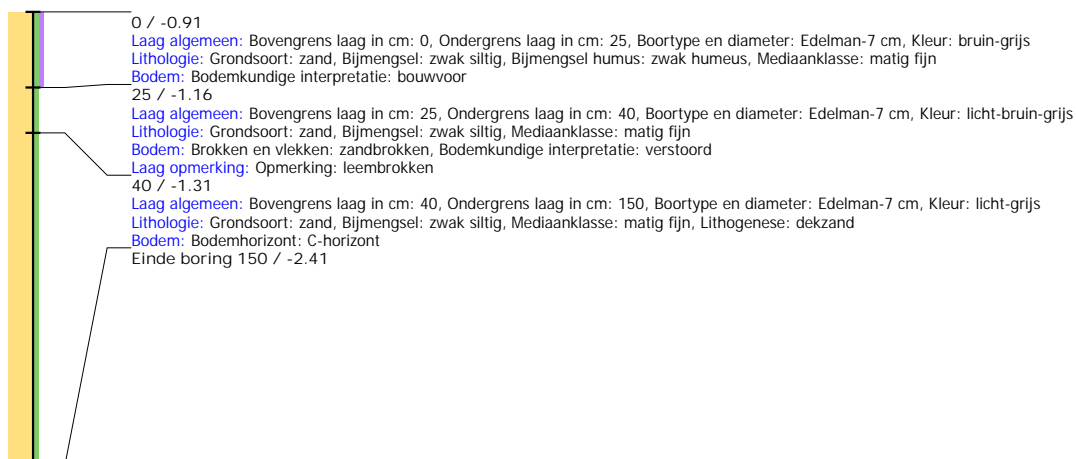 0 / -0.91
Laag algemeen: Bovengrens laag in cm: 0, Ondergrens laag in cm: 25, Boortype en diameter: Edelman-7 cm, Kleur: bruin-grijs
Lithologie: Grondsoort: zand, Bijmengsel: zwak siltig, Bijmengsel humus: zwak humeus, Mediaanklasse: matig fijn
Bodem: Bodemkundige interpretatie: bouwvoor
25 / -1.16
Laag algemeen: Bovengrens laag in cm: 25, Ondergrens laag in cm: 40, Boortype en diameter: Edelman-7 cm, Kleur: licht-bruin-grijs
Lithologie: Grondsoort: zand, Bijmengsel: zwak siltig, Mediaanklasse: matig fijn
Bodem: Brokken en vlekken: zandbrokken, Bodemkundige interpretatie: verstoord
Laag opmerking: Opmerking: leembrokken
40 / -1.31
Laag algemeen: Bovengrens laag in cm: 40, Ondergrens laag in cm: 150, Boortype en diameter: Edelman-7 cm, Kleur: licht-grijs
Lithologie: Grondsoort: zand, Bijmengsel: zwak siltig, Mediaanklasse: matig fijn, Lithogenese: dekzand
Bodem: Bodemhorizont: C-horizont
Einde boring 150 / -2.41